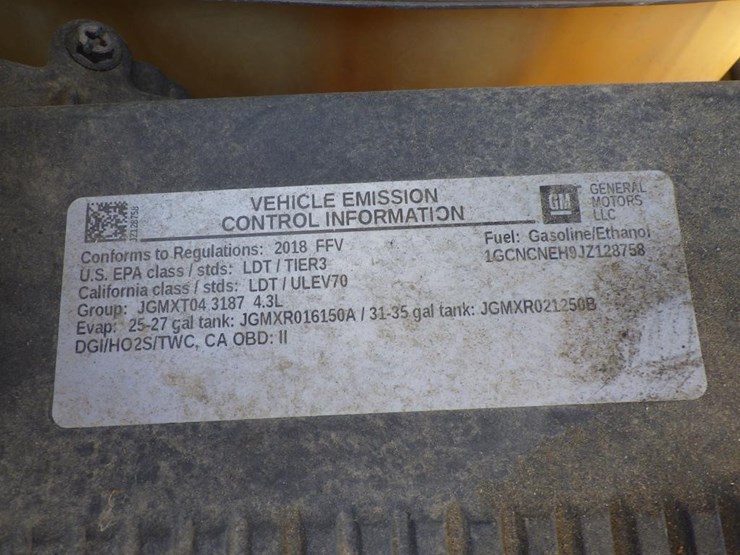 JZ128758
VEHICLE EMISSION
CONTROL INFORMATION
GM
GENERAL
MOTORS
LLC
Conforms to Regulations: 2018 FFV
Fuel: Gasoline/Ethanol
U.S. EPA class / stds: LDT / TIER3
1GCNCNEH9JZ128758
California class / stds: LDT / ULEV70
Group: JGMXT04.3187 4.3L
Evap: 25-27 gal tank: JGMXR016150A / 31-35 gal tank: JGMXR021250B
DGI/HO2S/TWC, CA OBD: II